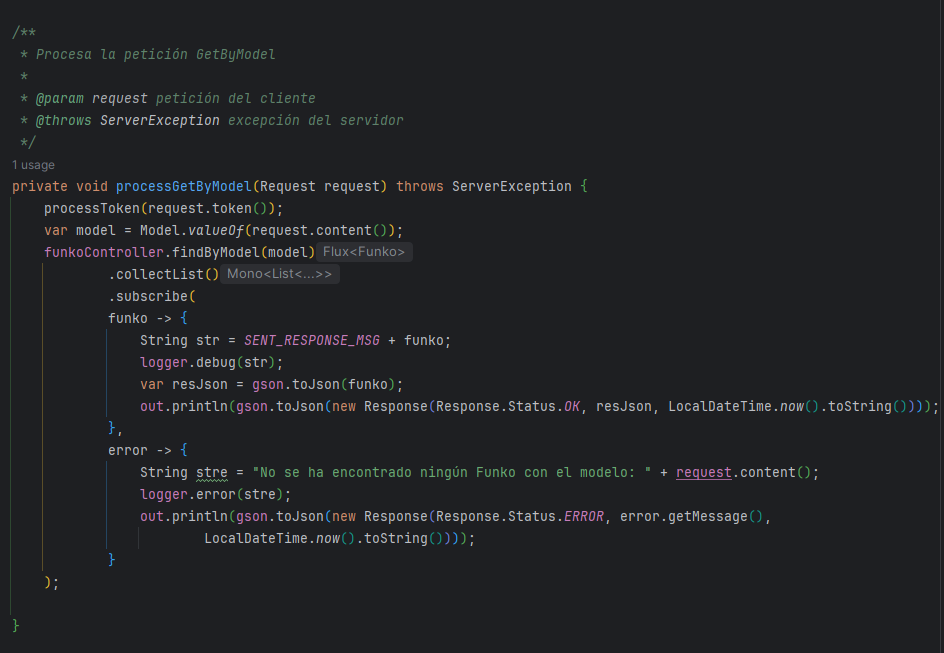 /**
 * Procesa la petición GetByModel
 *
 * @param request petición del cliente
 * @throws ServerException excepción del servidor
 */
1 usage
private void processGetByModel(Request request) throws ServerException {
    processToken(request.token());
    var model = Model.valueOf(request.content());
    funkoController.findByModel(model) Flux<Funko>
            .collectList() Mono<List<...>>
            .subscribe(
            funko -> {
                String str = SENT_RESPONSE_MSG + funko;
                logger.debug(str);
                var resJson = gson.toJson(funko);
                out.println(gson.toJson(new Response(Response.Status.OK, resJson, LocalDateTime.now().toString())));
            },
            error -> {
                String stre = "No se ha encontrado ningún Funko con el modelo: " + request.content();
                logger.error(stre);
                out.println(gson.toJson(new Response(Response.Status.ERROR, error.getMessage(),
                        LocalDateTime.now().toString())));
            }
    );
}